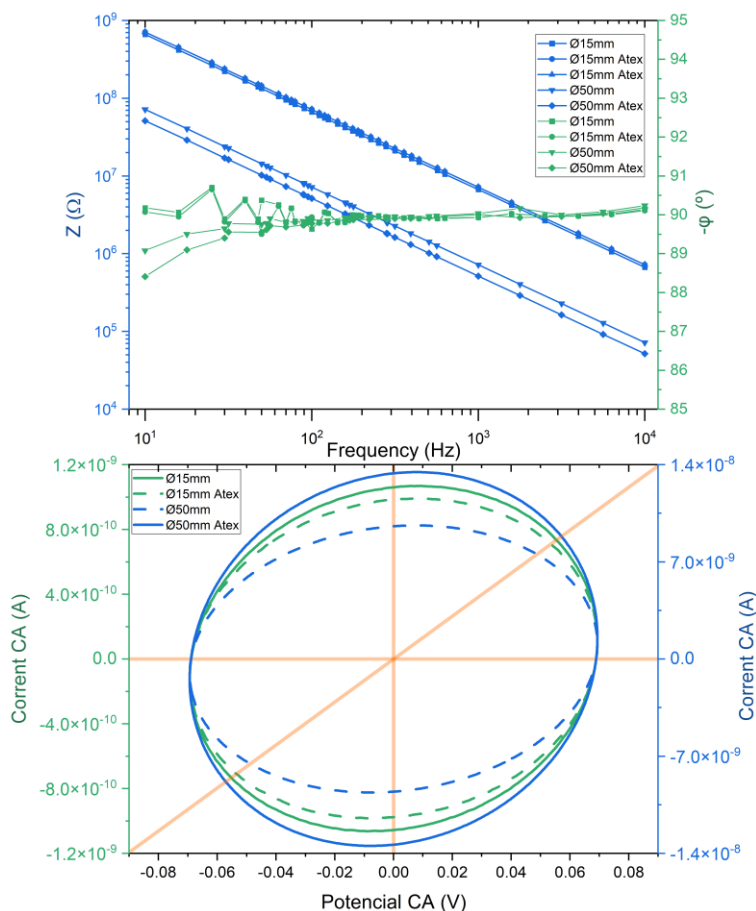 10⁹
10⁸
10⁷
10⁶
10⁵
10⁴
Z (Ω)
95
94
93
92
91
90
89
88
87
86
85
-φ (º)
Ø15mm
Ø15mm Atex
Ø15mm Atex
Ø50mm
Ø50mm Atex
Ø15mm
Ø15mm Atex
Ø50mm
Ø50mm Atex
10¹ 10² 10³ 10⁴
Frequency (Hz)
1.2×10⁻⁹
8.0×10⁻¹⁰
4.0×10⁻¹⁰
0.0
-4.0×10⁻¹⁰
-8.0×10⁻¹⁰
-1.2×10⁻⁹
Corrent CA (A)
Ø15mm
Ø15mm Atex
Ø50mm
Ø50mm Atex
1.4×10⁻⁸
7.0×10⁻⁹
0.0
-7.0×10⁻⁹
-1.4×10⁻⁸
Corrent CA (A)
-0.08 -0.06 -0.04 -0.02 0.00 0.02 0.04 0.06 0.08
Potencial CA (V)